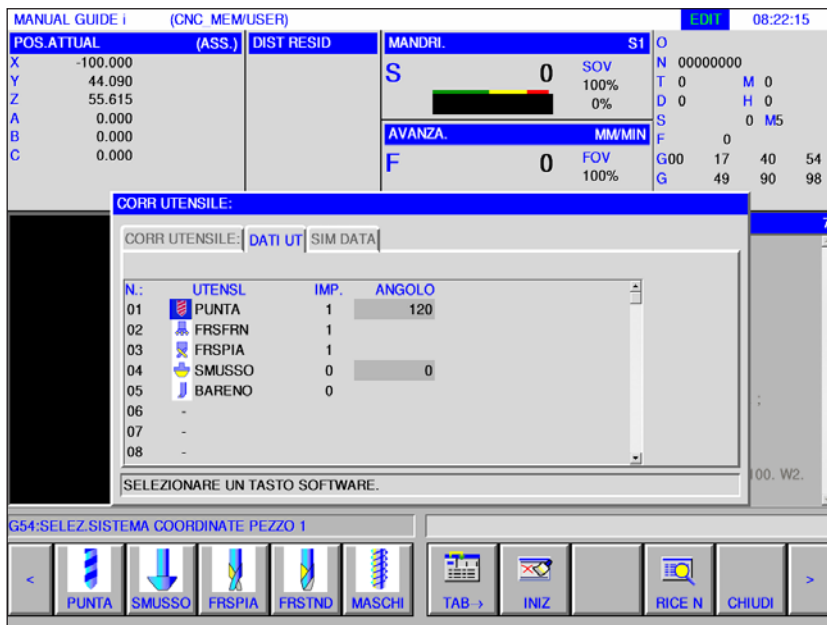 MANUAL GUIDE i (CNC_MEM/USER) EDIT 08:22:15
POS.ATTUAL (ASS.) DIST RESID MANDRI. S1 O
X -100.000 N 00000000
Y 44.090 S 0 SOV T 0 M 0
Z 55.615 100% D 0 H 0
A 0.000 0% S 0 M5
B 0.000 AVANZA. MM/MIN F 0
C 0.000 F 0 FOV G00 17 40 54
100% G 49 90 98
CORR UTENSILE: 7
CORR UTENSILE: DATI UT SIM DATA
N.: UTENSL IMP. ANGOLO
01 PUNTA 1 120
02 FRSFRN 1
03 FRSPIA 1
04 SMUSSO 0 0
05 BARENO 0
06 - ;
07 -
08 - 100. W2.
SELEZIONARE UN TASTO SOFTWARE.
G54:SELEZ.SISTEMA COORDINATE PEZZO 1
< PUNTA SMUSSO FRSPIA FRSTND MASCHI TAB→ INIZ RICE N CHIUDI >